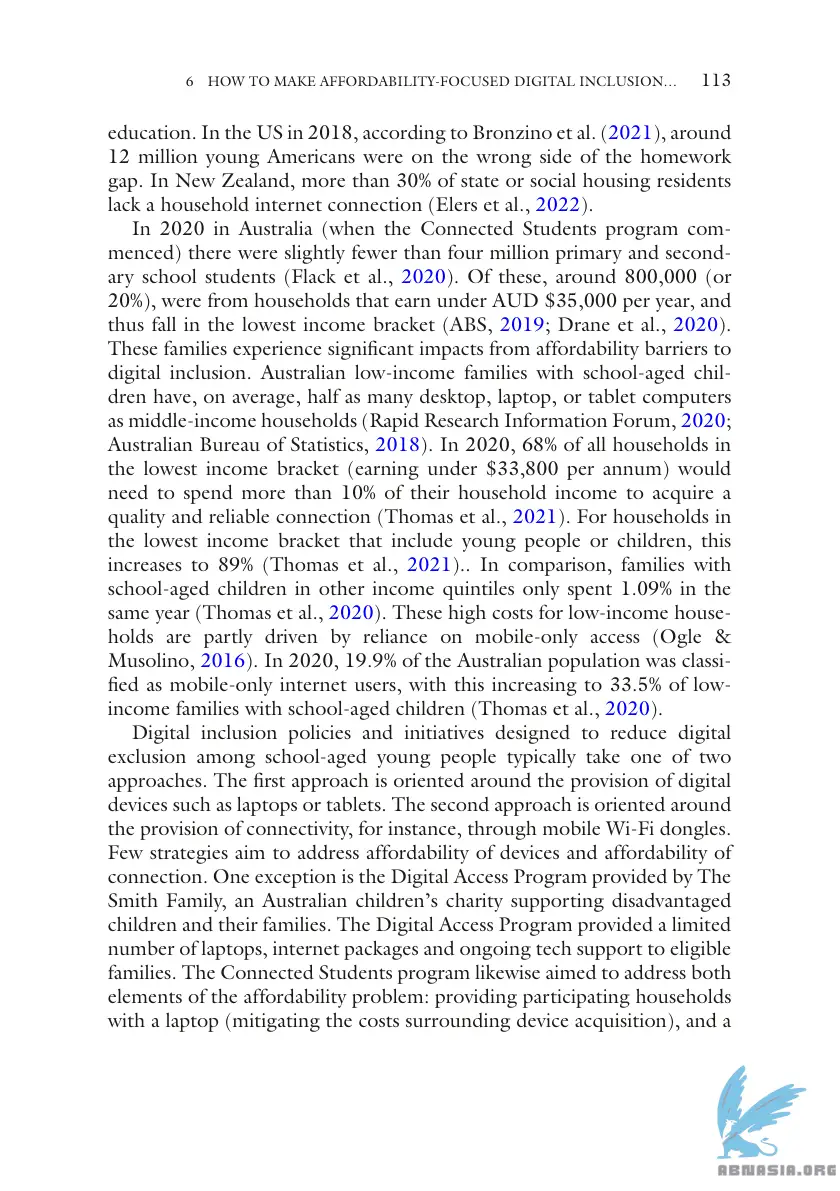 6 HOW TO MAKE AFFORDABILITY-FOCUSED DIGITAL INCLUSION… 113
education. In the US in 2018, according to Bronzino et al. (2021), around
12 million young Americans were on the wrong side of the homework
gap. In New Zealand, more than 30% of state or social housing residents
lack a household internet connection (Elers et al., 2022).
In 2020 in Australia (when the Connected Students program com-
menced) there were slightly fewer than four million primary and second-
ary school students (Flack et al., 2020). Of these, around 800,000 (or
20%), were from households that earn under AUD $35,000 per year, and
thus fall in the lowest income bracket (ABS, 2019; Drane et al., 2020).
These families experience significant impacts from affordability barriers to
digital inclusion. Australian low-income families with school-aged chil-
dren have, on average, half as many desktop, laptop, or tablet computers
as middle-income households (Rapid Research Information Forum, 2020;
Australian Bureau of Statistics, 2018). In 2020, 68% of all households in
the lowest income bracket (earning under $33,800 per annum) would
need to spend more than 10% of their household income to acquire a
quality and reliable connection (Thomas et al., 2021). For households in
the lowest income bracket that include young people or children, this
increases to 89% (Thomas et al., 2021).. In comparison, families with
school-aged children in other income quintiles only spent 1.09% in the
same year (Thomas et al., 2020). These high costs for low-income house-
holds are partly driven by reliance on mobile-only access (Ogle &
Musolino, 2016). In 2020, 19.9% of the Australian population was classi-
fied as mobile-only internet users, with this increasing to 33.5% of low-
income families with school-aged children (Thomas et al., 2020).
Digital inclusion policies and initiatives designed to reduce digital
exclusion among school-aged young people typically take one of two
approaches. The first approach is oriented around the provision of digital
devices such as laptops or tablets. The second approach is oriented around
the provision of connectivity, for instance, through mobile Wi-Fi dongles.
Few strategies aim to address affordability of devices and affordability of
connection. One exception is the Digital Access Program provided by The
Smith Family, an Australian children’s charity supporting disadvantaged
children and their families. The Digital Access Program provided a limited
number of laptops, internet packages and ongoing tech support to eligible
families. The Connected Students program likewise aimed to address both
elements of the affordability problem: providing participating households
with a laptop (mitigating the costs surrounding device acquisition), and a
ABNASIA.ORG